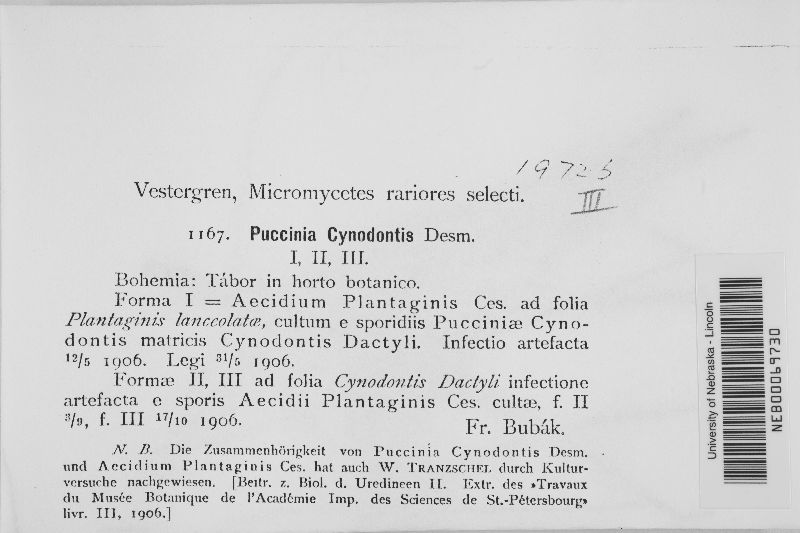 19725
III
Vestergren, Micromycetes rariores selecti.
1167. Puccinia Cynodontis Desm.
I, II, III.
Bohemia: Tábor in horto botanico.
Forma I = Aecidium Plantaginis Ces. ad folia
Plantaginis lanceolatæ, cultum e sporidiis Pucciniæ Cyno-
dontis matricis Cynodontis Dactyli. Infectio artefacta
12/5 1906. Legi 31/5 1906.
Formæ II, III ad folia Cynodontis Dactyli infectione
artefacta e sporis Aecidii Plantaginis Ces. cultæ, f. II
3/9, f. III 17/10 1906.
Fr. Bubák.
N. B. Die Zusammenhörigkeit von Puccinia Cynodontis Desm.
und Aecidium Plantaginis Ces. hat auch W. TRANZSCHEL durch Kultur-
versuche nachgewiesen. [Beitr. z. Biol. d. Uredineen II. Extr. des »Travaux
du Musée Botanique de l'Académie Imp. des Sciences de St.-Pétersbourg»
livr. III, 1906.]
University of Nebraska - Lincoln
NEB00069730